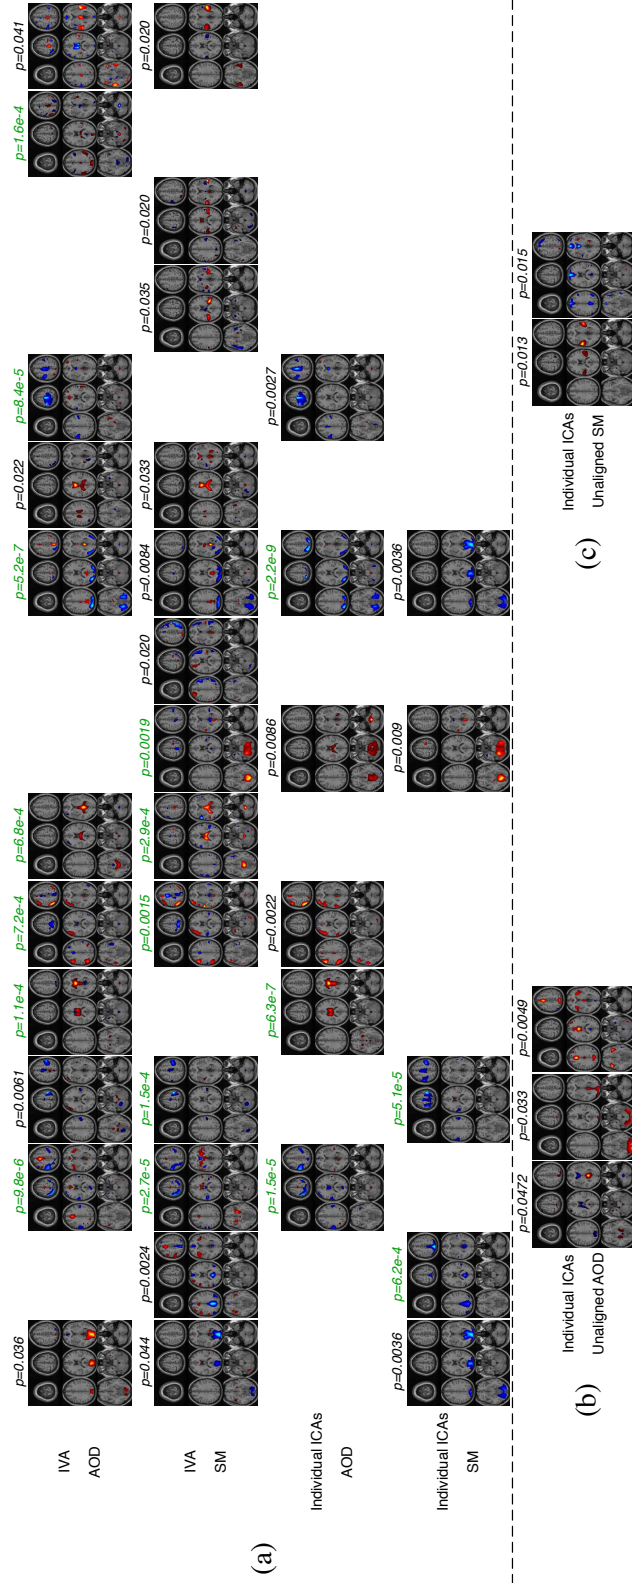 p=0.036 p=9.8e-6 p=0.0061 p=1.1e-4 p=7.2e-4 p=6.8e-4 p=5.2e-7 p=0.022 p=8.4e-5 p=1.6e-4 p=0.041
IVA
AOD
p=0.044 p=0.0024 p=2.7e-5 p=1.5e-4 p=0.0015 p=2.9e-4 p=0.0019 p=0.020 p=0.0084 p=0.033 p=0.035 p=0.020 p=0.020
IVA
SM
(a)
p=1.5e-5 p=6.3e-7 p=0.0022 p=0.0086 p=2.2e-9 p=0.0027
Individual ICAs
AOD
p=0.0036 p=6.2e-4 p=5.1e-5 p=0.009 p=0.0036
Individual ICAs
SM
p=0.0472 p=0.033 p=0.0049
(b)
Individual ICAs
Unaligned AOD
p=0.013 p=0.015
(c)
Individual ICAs
Unaligned SM